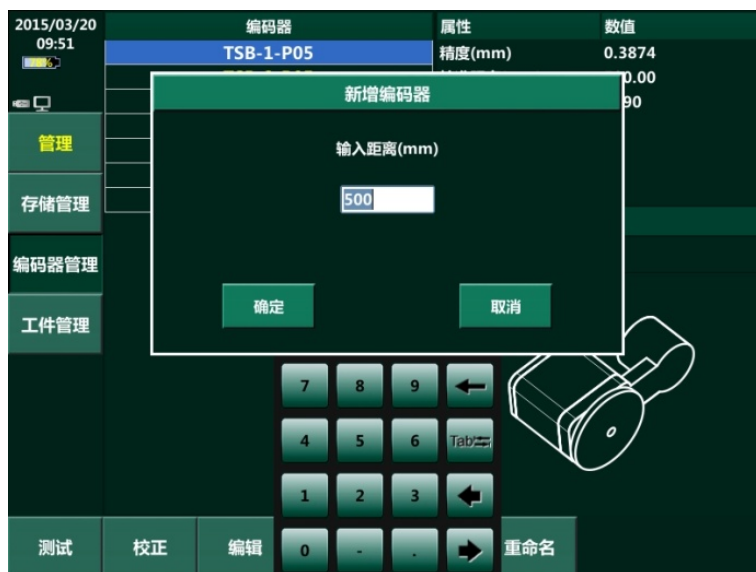 2015/03/20
09:51
编码器
属性
数值
TSB-1-P05
精度(mm)
0.3874
0.00
90
新增编码器
输入距离(mm)
500
确定
取消
管理
存储管理
编码器管理
工件管理
7
8
9
4
5
6
Tab
1
2
3
0
-
.
测试
校正
编辑
重命名